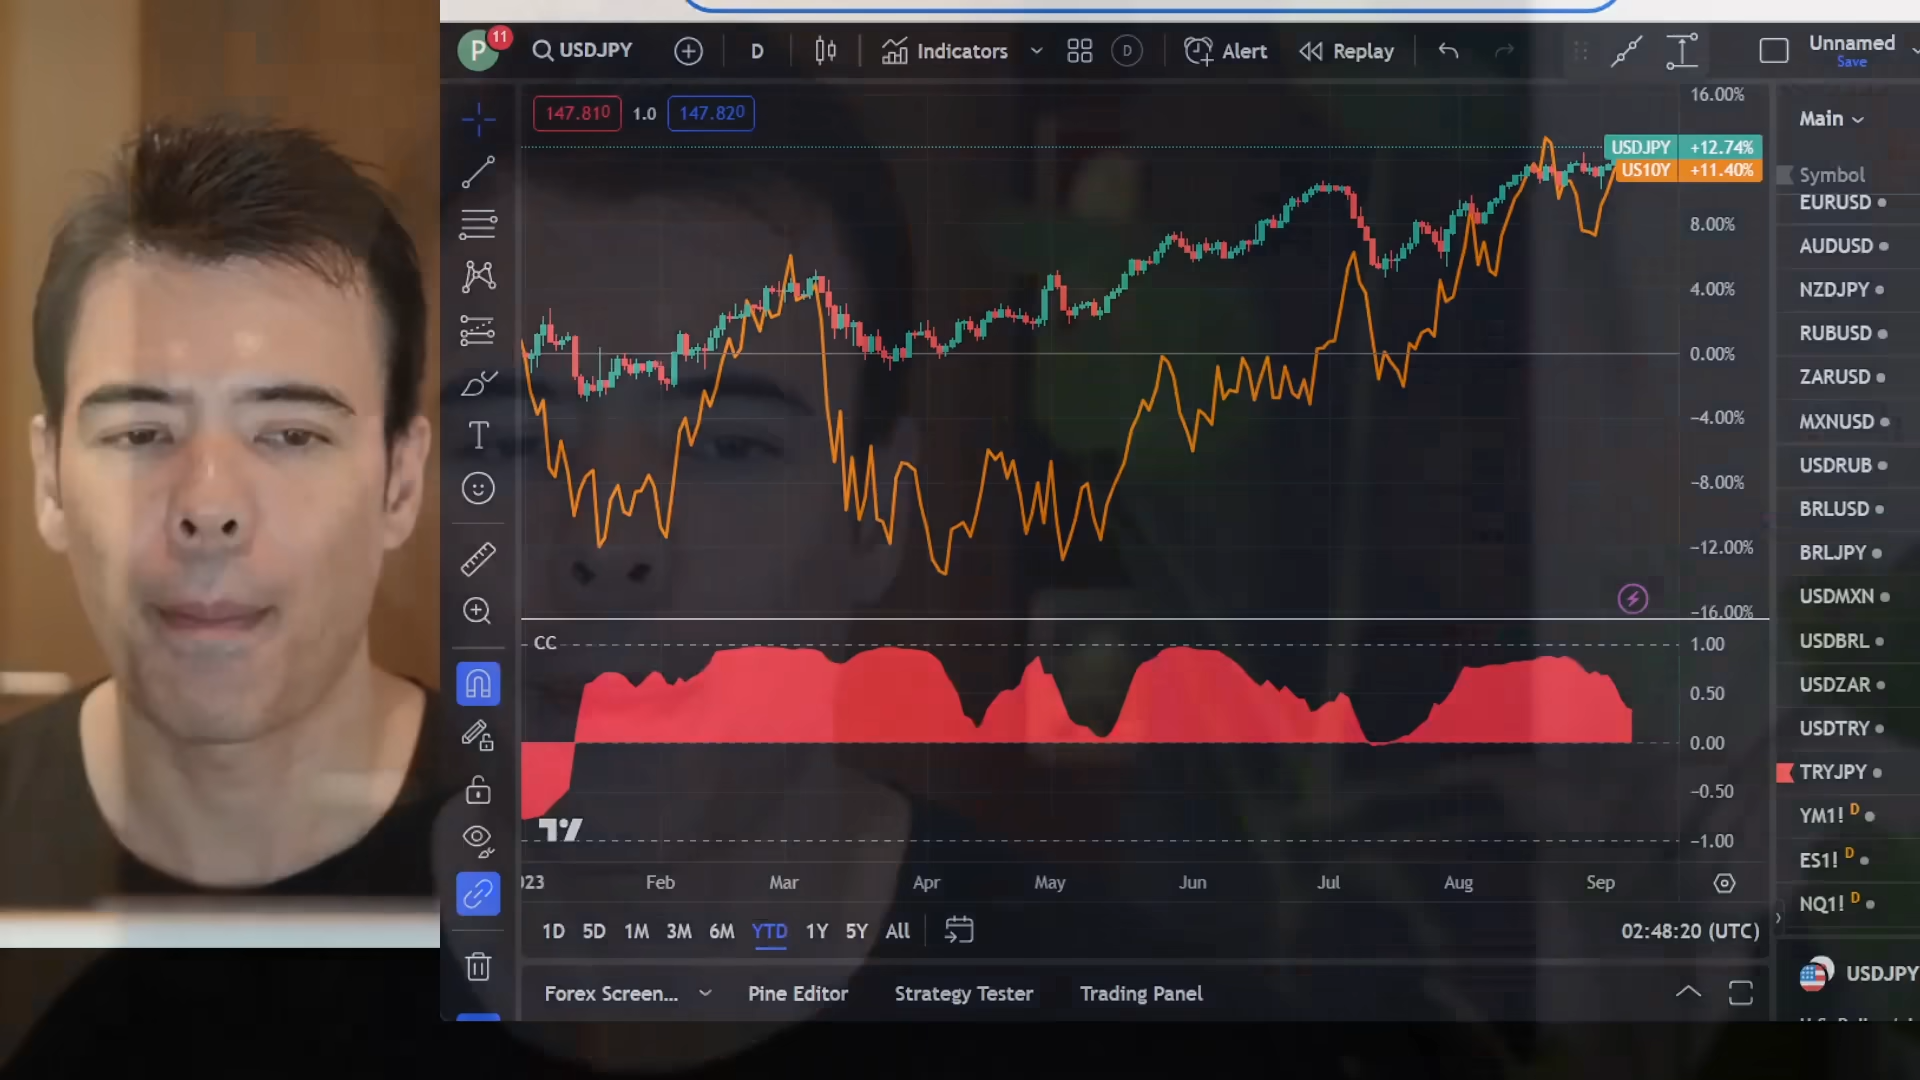 P 11 USDJPY D Indicators D Alert Replay Unnamed
Save
147.810 1.0 147.820
16.00%
USDJPY +12.74%
US10Y +11.40%
8.00%
4.00%
0.00%
-4.00%
-8.00%
-12.00%
-16.00%
CC
1.00
0.50
0.00
-0.50
-1.00
TV
023 Feb Mar Apr May Jun Jul Aug Sep
1D 5D 1M 3M 6M YTD 1Y 5Y All 02:48:20 (UTC)
Forex Screen... Pine Editor Strategy Tester Trading Panel
Main
Symbol
EURUSD
AUDUSD
NZDJPY
RUBUSD
ZARUSD
MXNUSD
USDRUB
BRLUSD
BRLJPY
USDMXN
USDBRL
USDZAR
USDTRY
TRYJPY
YM1! D
ES1! D
NQ1! D
USDJPY